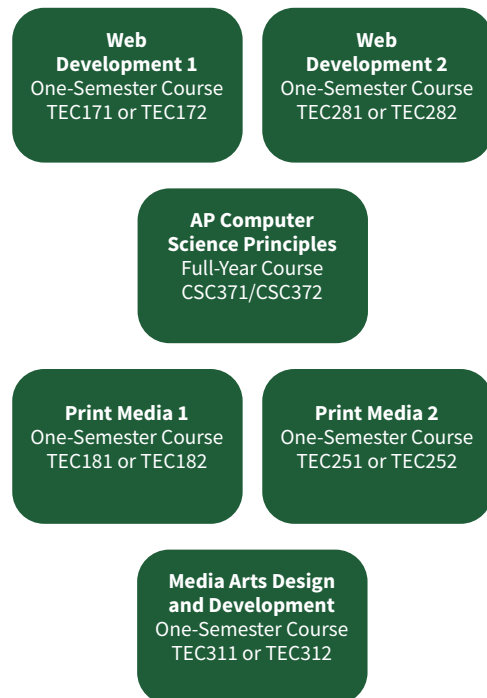 Web
Development 1
One-Semester Course
TEC171 or TEC172
Web
Development 2
One-Semester Course
TEC281 or TEC282
AP Computer
Science Principles
Full-Year Course
CSC371/CSC372
Print Media 1
One-Semester Course
TEC181 or TEC182
Print Media 2
One-Semester Course
TEC251 or TEC252
Media Arts Design
and Development
One-Semester Course
TEC311 or TEC312